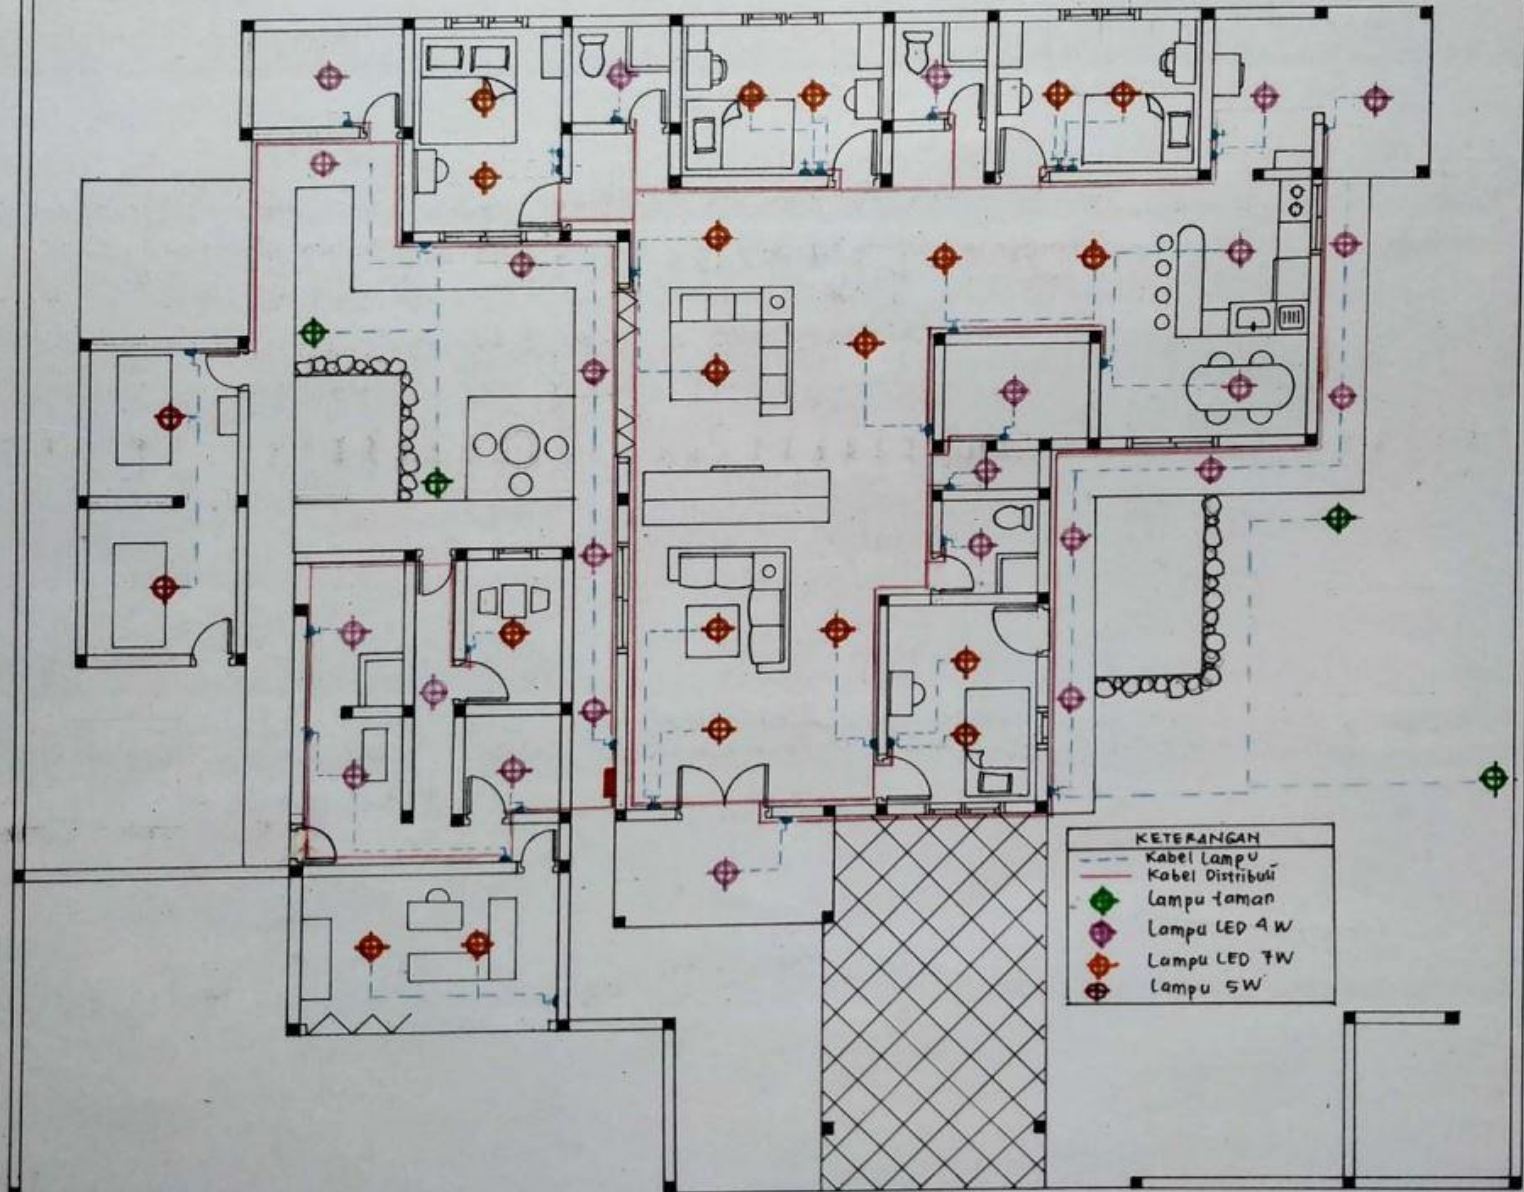 KETERANGAN
Kabel Lampu
Kabel Distribusi
Lampu taman
Lampu LED 4 W
Lampu LED 7W
Lampu 5W